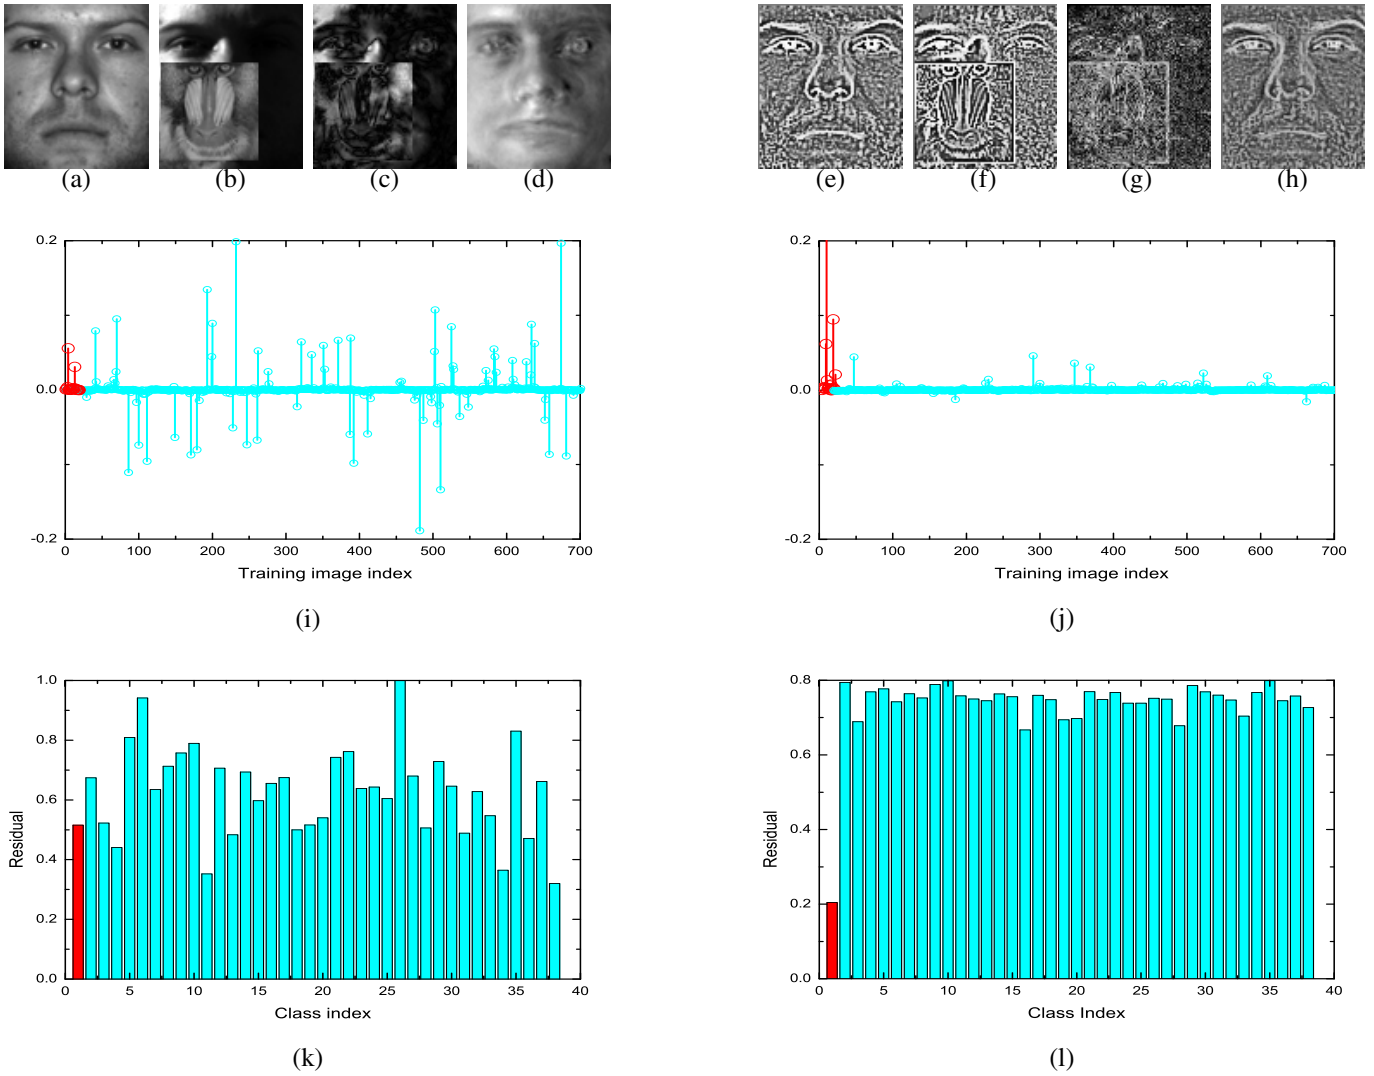 (a) (b) (c) (d) (e) (f) (g) (h)
0.2 0.2
0.0 0.0
-0.2 -0.2
0 100 200 300 400 500 600 700 0 100 200 300 400 500 600 700
Training image index Training image index
(i) (j)
1.0 0.8
0.8 0.6
0.6 0.4
0.4 0.2
0.2 0.0
0.0
Residual Residual
0 5 10 15 20 25 30 35 40 0 5 10 15 20 25 30 35 40
Class index Class Index
(k) (l)